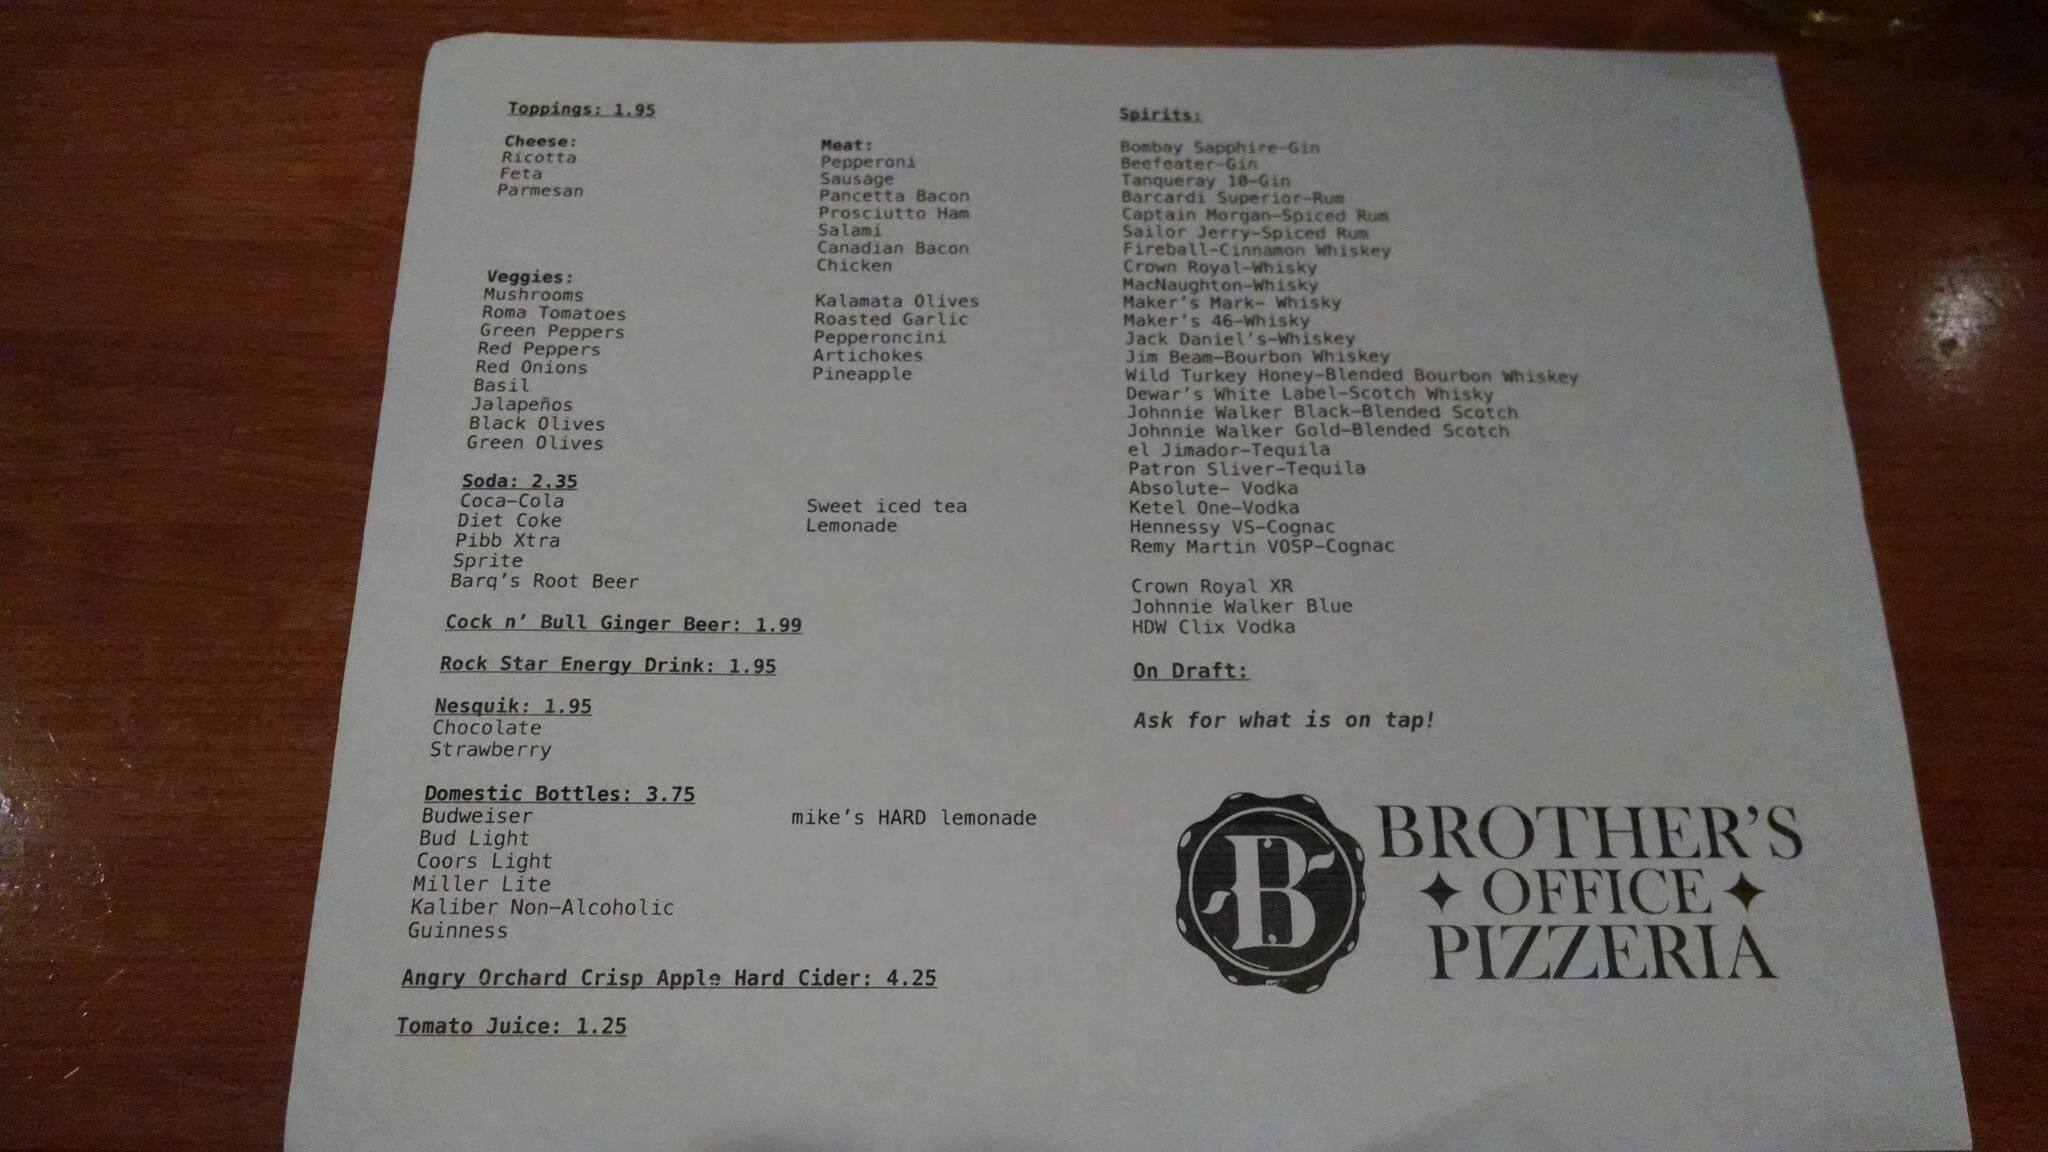 Toppings: 1.95
Cheese:
Ricotta
Feta
Parmesan
Meat:
Pepperoni
Sausage
Pancetta Bacon
Prosciutto Ham
Salami
Canadian Bacon
Chicken
Veggies:
Mushrooms
Roma Tomatoes
Green Peppers
Red Peppers
Red Onions
Basil
Jalapeños
Black Olives
Green Olives
Kalamata Olives
Roasted Garlic
Pepperoncini
Artichokes
Pineapple
Soda: 2.35
Coca-Cola
Diet Coke
Pibb Xtra
Sprite
Barq's Root Beer
Sweet iced tea
Lemonade
Cock n' Bull Ginger Beer: 1.99
Rock Star Energy Drink: 1.95
Nesquik: 1.95
Chocolate
Strawberry
Domestic Bottles: 3.75
Budweiser
Bud Light
Coors Light
Miller Lite
Kaliber Non-Alcoholic
Guinness
mike's HARD lemonade
Angry Orchard Crisp Apple Hard Cider: 4.25
Tomato Juice: 1.25
Spirits:
Bombay Sapphire-Gin
Beefeater-Gin
Tanqueray 10-Gin
Barcardi Superior-Rum
Captain Morgan-Spiced Rum
Sailor Jerry-Spiced Rum
Fireball-Cinnamon Whiskey
Crown Royal-Whisky
MacNaughton-Whisky
Maker's Mark- Whisky
Maker's 46-Whisky
Jack Daniel's-Whiskey
Jim Beam-Bourbon Whiskey
Wild Turkey Honey-Blended Bourbon Whiskey
Dewar's White Label-Scotch Whisky
Johnnie Walker Black-Blended Scotch
Johnnie Walker Gold-Blended Scotch
el Jimador-Tequila
Patron Sliver-Tequila
Absolute- Vodka
Ketel One-Vodka
Hennessy VS-Cognac
Remy Martin VOSP-Cognac
Crown Royal XR
Johnnie Walker Blue
HDW Clix Vodka
On Draft:
Ask for what is on tap!
B
BROTHER'S
OFFICE
PIZZERIA